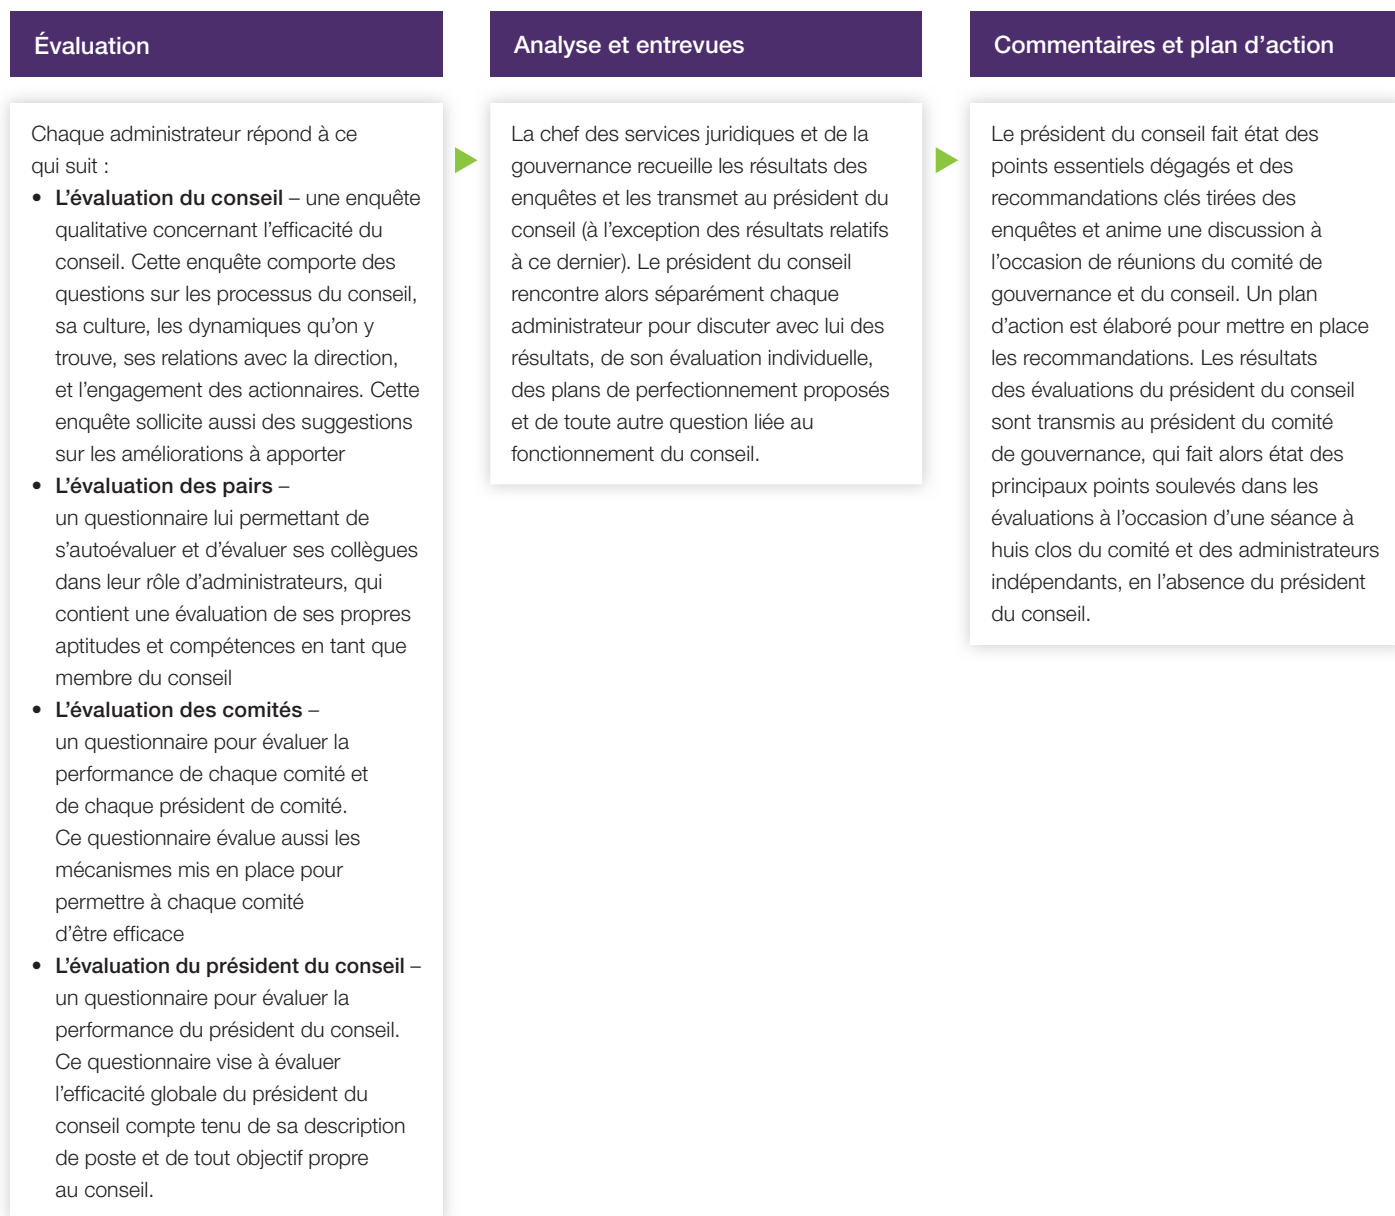 Évaluation
Chaque administrateur répond à ce
qui suit :
• L’évaluation du conseil – une enquête
qualitative concernant l’efficacité du
conseil. Cette enquête comporte des
questions sur les processus du conseil,
sa culture, les dynamiques qu’on y
trouve, ses relations avec la direction,
et l’engagement des actionnaires. Cette
enquête sollicite aussi des suggestions
sur les améliorations à apporter
• L’évaluation des pairs –
un questionnaire lui permettant de
s’autoévaluer et d’évaluer ses collègues
dans leur rôle d’administrateurs, qui
contient une évaluation de ses propres
aptitudes et compétences en tant que
membre du conseil
• L’évaluation des comités –
un questionnaire pour évaluer la
performance de chaque comité et
de chaque président de comité.
Ce questionnaire évalue aussi les
mécanismes mis en place pour
permettre à chaque comité
d’être efficace
• L’évaluation du président du conseil –
un questionnaire pour évaluer la
performance du président du conseil.
Ce questionnaire vise à évaluer
l’efficacité globale du président du
conseil compte tenu de sa description
de poste et de tout objectif propre
au conseil.
Analyse et entrevues
La chef des services juridiques et de la
gouvernance recueille les résultats des
enquêtes et les transmet au président du
conseil (à l’exception des résultats relatifs
à ce dernier). Le président du conseil
rencontre alors séparément chaque
administrateur pour discuter avec lui des
résultats, de son évaluation individuelle,
des plans de perfectionnement proposés
et de toute autre question liée au
fonctionnement du conseil.
Commentaires et plan d’action
Le président du conseil fait état des
points essentiels dégagés et des
recommandations clés tirées des
enquêtes et anime une discussion à
l’occasion de réunions du comité de
gouvernance et du conseil. Un plan
d’action est élaboré pour mettre en place
les recommandations. Les résultats
des évaluations du président du conseil
sont transmis au président du comité
de gouvernance, qui fait alors état des
principaux points soulevés dans les
évaluations à l’occasion d’une séance à
huis clos du comité et des administrateurs
indépendants, en l’absence du président
du conseil.